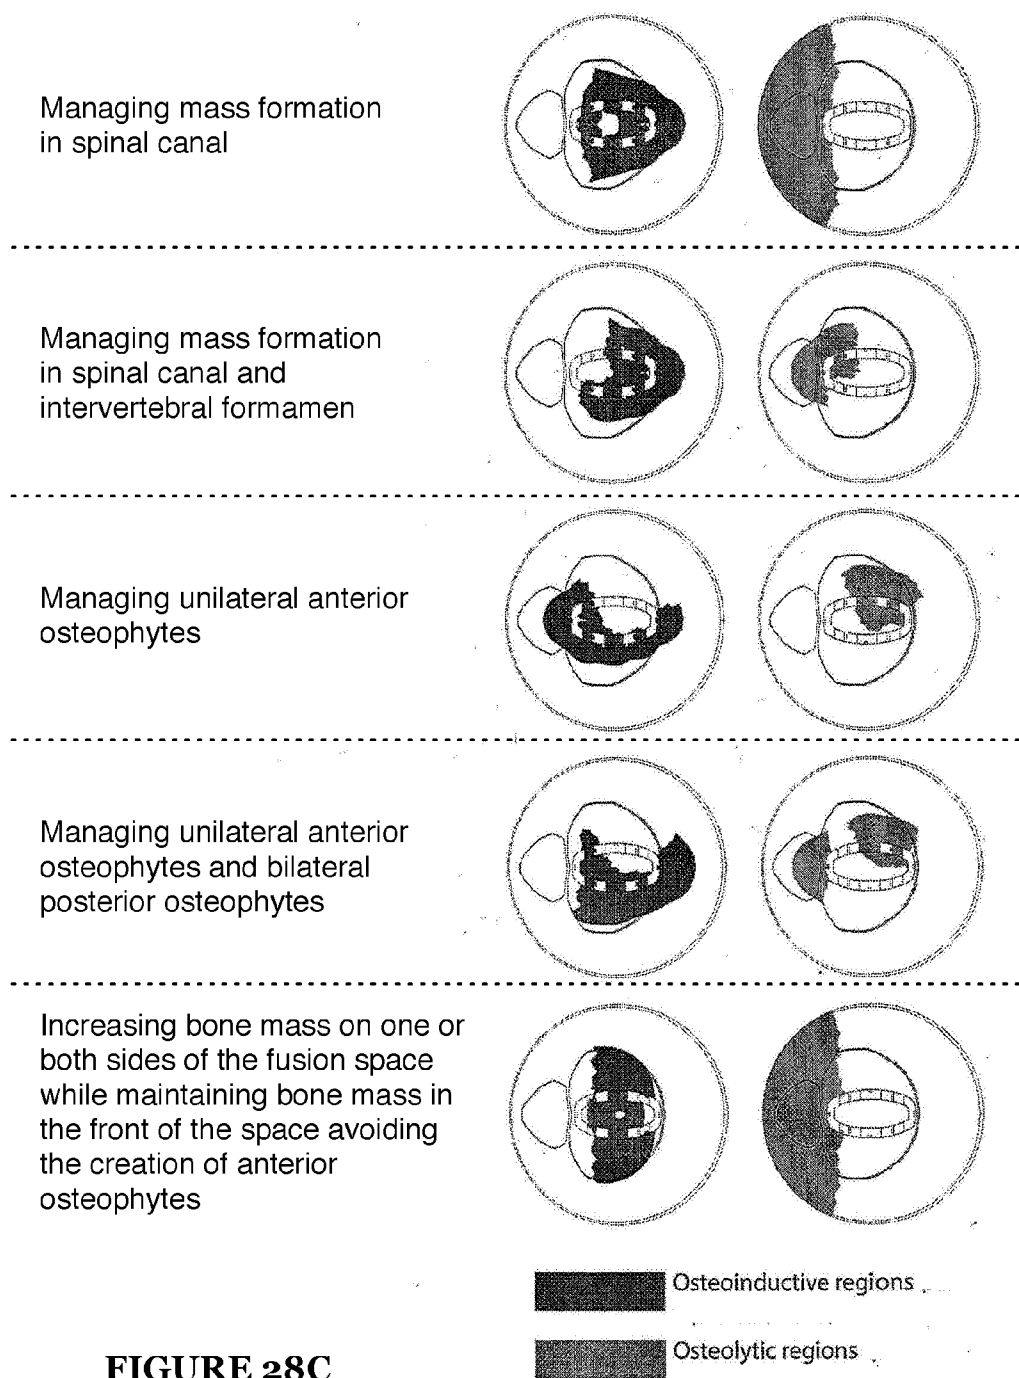 Managing mass formation
in spinal canal
Managing mass formation
in spinal canal and
intervertebral formamen
Managing unilateral anterior
osteophytes
Managing unilateral anterior
osteophytes and bilateral
posterior osteophytes
Increasing bone mass on one or
both sides of the fusion space
while maintaining bone mass in
the front of the space avoiding
the creation of anterior
osteophytes
Osteoinductive regions
Osteolytic regions
FIGURE 28C